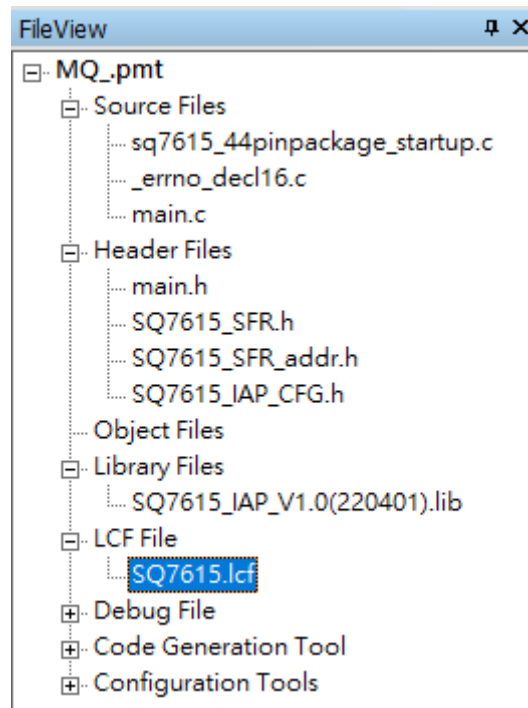 FileView
MQ_.pmt
Source Files
sq7615_44pinpackage_startup.c
_errno_decl16.c
main.c
Header Files
main.h
SQ7615_SFR.h
SQ7615_SFR_addr.h
SQ7615_IAP_CFG.h
Object Files
Library Files
SQ7615_IAP_V1.0(220401).lib
LCF File
SQ7615.lcf
Debug File
Code Generation Tool
Configuration Tools